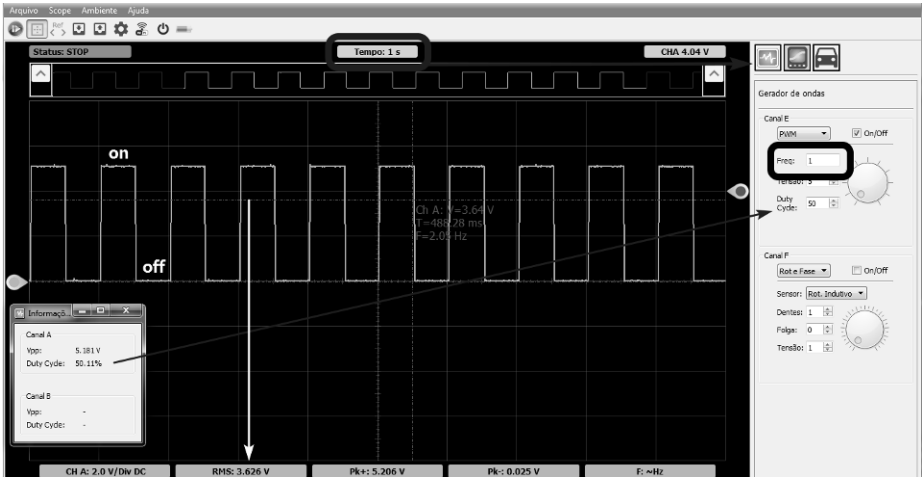 Arquivo Scope Ambiente Ajuda
Ref
Status: STOP
Tempo: 1 s
CHA 4.04 V
on
off
Ch A: V=3.64 V
T=488.28 ms
F=2.05 Hz
Informaçõ...
Canal A
Vpp: 5.181 V
Duty Cycle: 50.11%
Canal B
Vpp: -
Duty Cycle: -
CH A: 2.0 V/Div DC
RMS: 3.626 V
Pk+: 5.206 V
Pk-: 0.025 V
F: ~Hz
Gerador de ondas
Canal E
PWM
On/Off
Freq: 1
Tensão: 5
Duty
Cycle: 50
Canal F
Rot.e Fase
On/Off
Sensor: Rot. Indutivo
Dentes: 1
Folga: 0
Tensão: 1